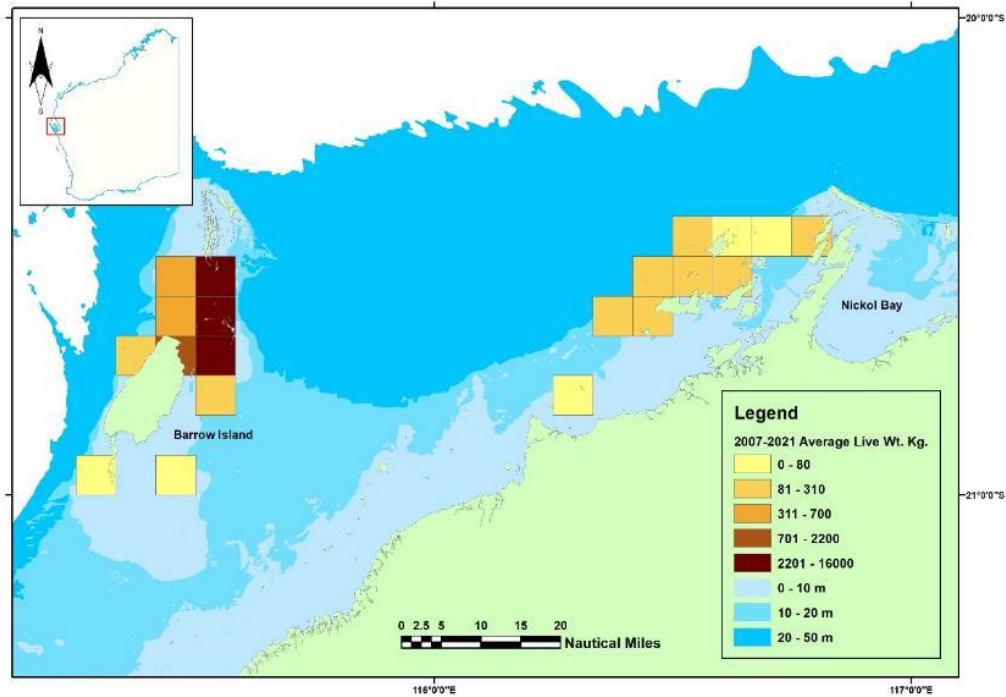 N
S
20°0'0"S
Nickol Bay
Barrow Island
21°0'0"S
Legend
2007-2021 Average Live Wt. Kg.
0 - 80
81 - 310
311 - 700
701 - 2200
2201 - 16000
0 - 10 m
10 - 20 m
20 - 50 m
0 2.5 5 10 15 20
Nautical Miles
116°0'0"E
117°0'0"E